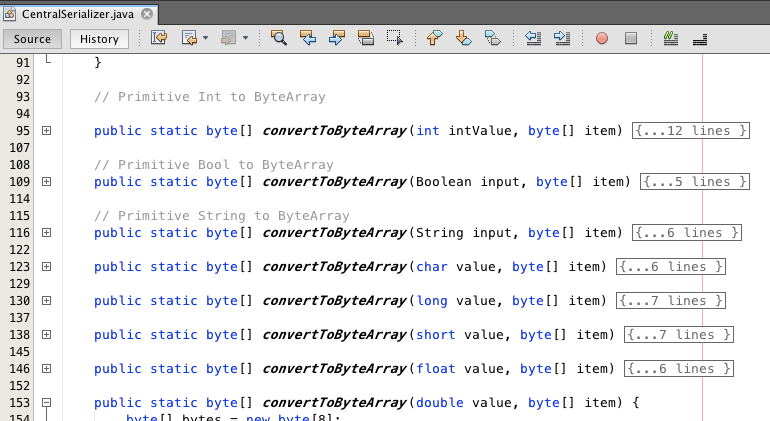 CentralSerializer.java
Source History
91 }
92
93 // Primitive Int to ByteArray
94
95 public static byte[] convertToByteArray(int intValue, byte[] item) {...12 lines }
107
108 // Primitive Bool to ByteArray
109 public static byte[] convertToByteArray(Boolean input, byte[] item) {...5 lines }
114
115 // Primitive String to ByteArray
116 public static byte[] convertToByteArray(String input, byte[] item) {...6 lines }
122
123 public static byte[] convertToByteArray(char value, byte[] item) {...6 lines }
129
130 public static byte[] convertToByteArray(long value, byte[] item) {...7 lines }
137
138 public static byte[] convertToByteArray(short value, byte[] item) {...7 lines }
145
146 public static byte[] convertToByteArray(float value, byte[] item) {...6 lines }
152
153 public static byte[] convertToByteArray(double value, byte[] item) {
154 byte[] bytes = new byte[8];